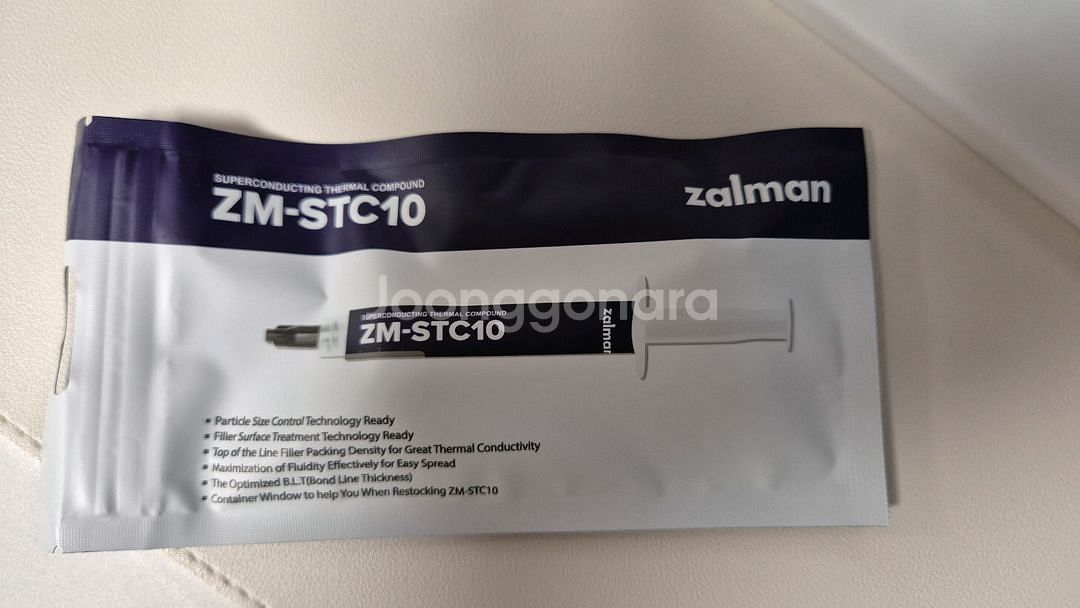 SUPERCONDUCTING THERMAL COMPOUND
ZM-STC10
zalman
Joonggonara
SUPERCONDUCTING THERMAL COMPOUND
ZM-STC10
zalman
▪ Particle Size Control Technology Ready
▪ Filler Surface Treatment Technology Ready
▪ Top of the Line Filler Packing Density for Great Thermal Conductivity
▪ Maximization of Fluidity Effectively for Easy Spread
▪ The Optimized B.L.T(Bond Line Thickness)
▪ Container Window to help You When Restocking ZM-STC10